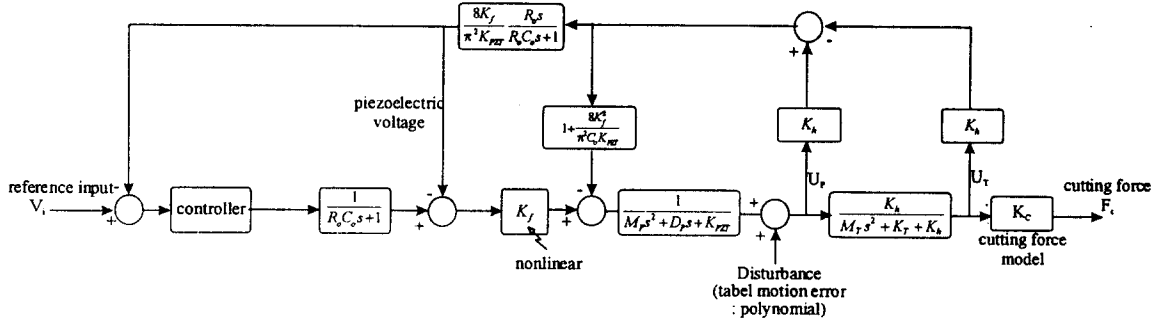 8K_f / π²K_PZT R_o s / R_o C_o s+1
+ -
piezoelectric
voltage
1+ 8K_f² / π²C_o K_PZT
K_h
K_h
U_P
U_T
reference input-
V_i
+
controller
1 / R_o C_o s+1
-
+
K_f
nonlinear
-
+
1 / M_P s²+D_P s+K_PZT
+
+
K_h / M_T s²+K_T+K_h
K_C
cutting force
F_c
cutting force
model
Disturbance
(tabel motion error
: polynomial)